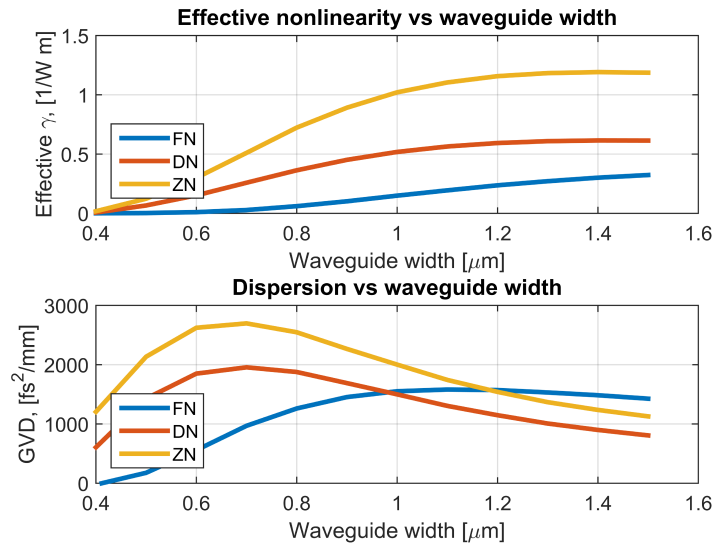 Effective nonlinearity vs waveguide width
1.5
1
0.5
0
Effective γ, [1/W m]
FN
DN
ZN
0.4 0.6 0.8 1 1.2 1.4 1.6
Waveguide width [μm]
Dispersion vs waveguide width
3000
2000
1000
0
GVD, [fs²/mm]
FN
DN
ZN
0.4 0.6 0.8 1 1.2 1.4 1.6
Waveguide width [μm]